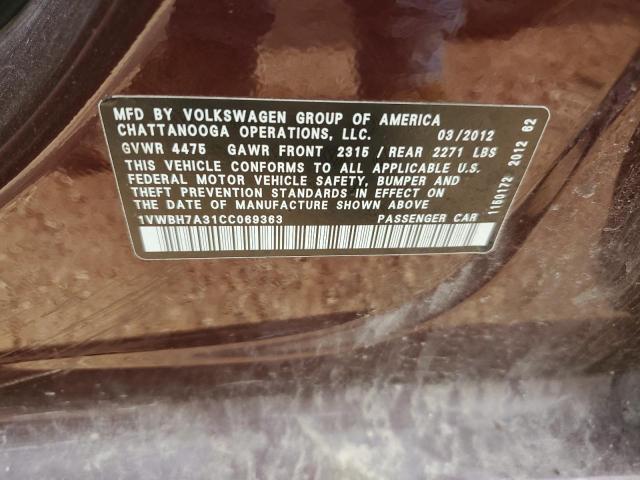 MFD BY VOLKSWAGEN GROUP OF AMERICA
CHATTANOOGA OPERATIONS, LLC. 03/2012
GVWR 4475 GAWR FRONT 2315 / REAR 2271 LBS
THIS VEHICLE CONFORMS TO ALL APPLICABLE U.S.
FEDERAL MOTOR VEHICLE SAFETY, BUMPER AND
THEFT PREVENTION STANDARDS IN EFFECT ON
THE DATE OF MANUFACTURE SHOWN ABOVE
1VWBH7A31CC069363 PASSENGER CAR
1150172 2012 62